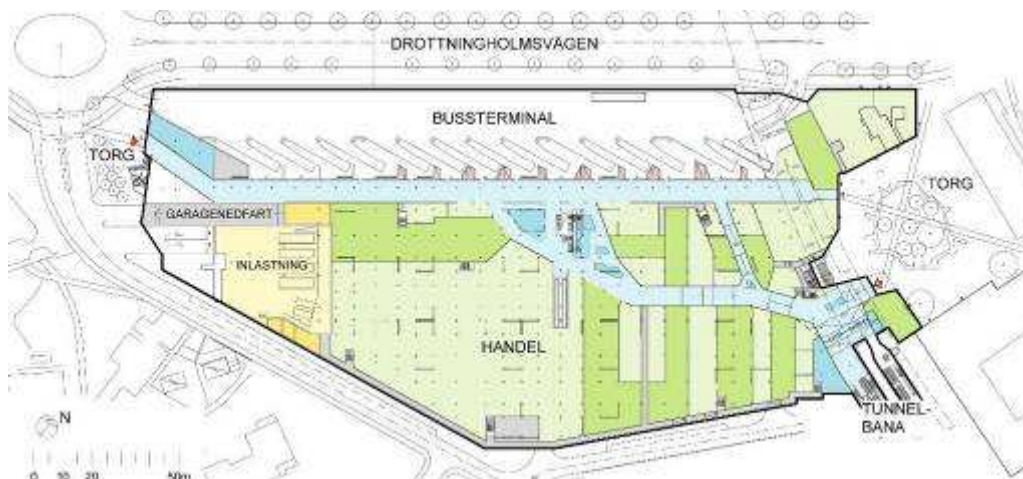 DROTTNINGHOLMSVÄGEN
BUSSTERMINAL
TORG
TORG
GARAGENEDFART
INLASTNING
HANDEL
TUNNEL-
BANA
N
0 10 20 50m